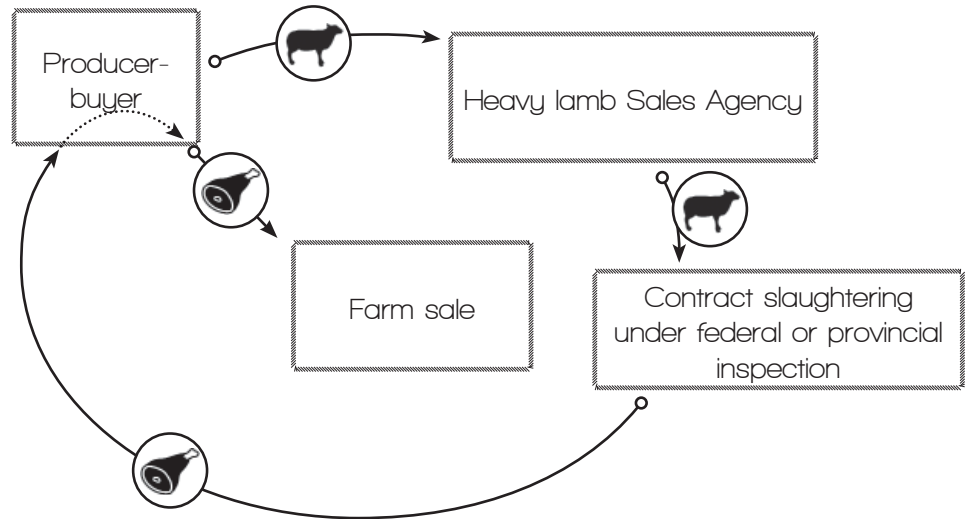 Producer-
buyer
Heavy lamb Sales Agency
Farm sale
Contract slaughtering
under federal or provincial
inspection